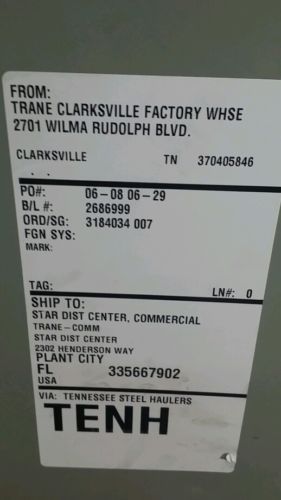 FROM:
TRANE CLARKSVILLE FACTORY WHSE
2701 WILMA RUDOLPH BLVD.
CLARKSVILLE TN 370405846
. .
PO#: 06-08 06-29
B/L #: 2686999
ORD/SG: 3184034 007
FGN SYS:
MARK:
TAG: LN#: 0
SHIP TO:
STAR DIST CENTER, COMMERCIAL
TRANE-COMM
STAR DIST CENTER
2302 HENDERSON WAY
PLANT CITY
FL 335667902
USA
VIA: TENNESSEE STEEL HAULERS
TENH